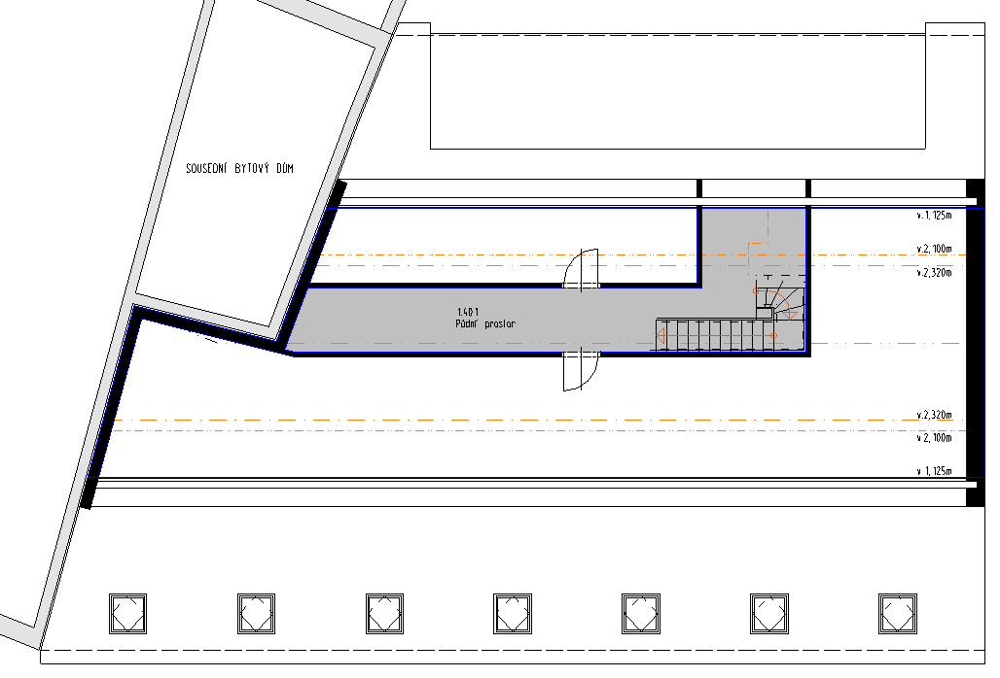 SOUSEDNÍ BYTOVÝ DŮM
v.1,125m
v.2,100m
v.2,320m
1.401
Půdní prostor
v.2,320m
v 2,100m
v 1,125m